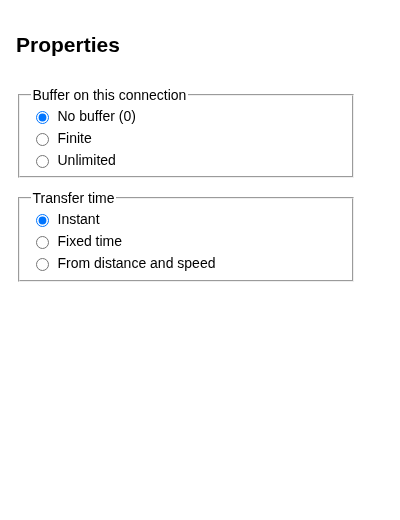 Properties
Buffer on this connection
No buffer (0)
Finite
Unlimited
Transfer time
Instant
Fixed time
From distance and speed